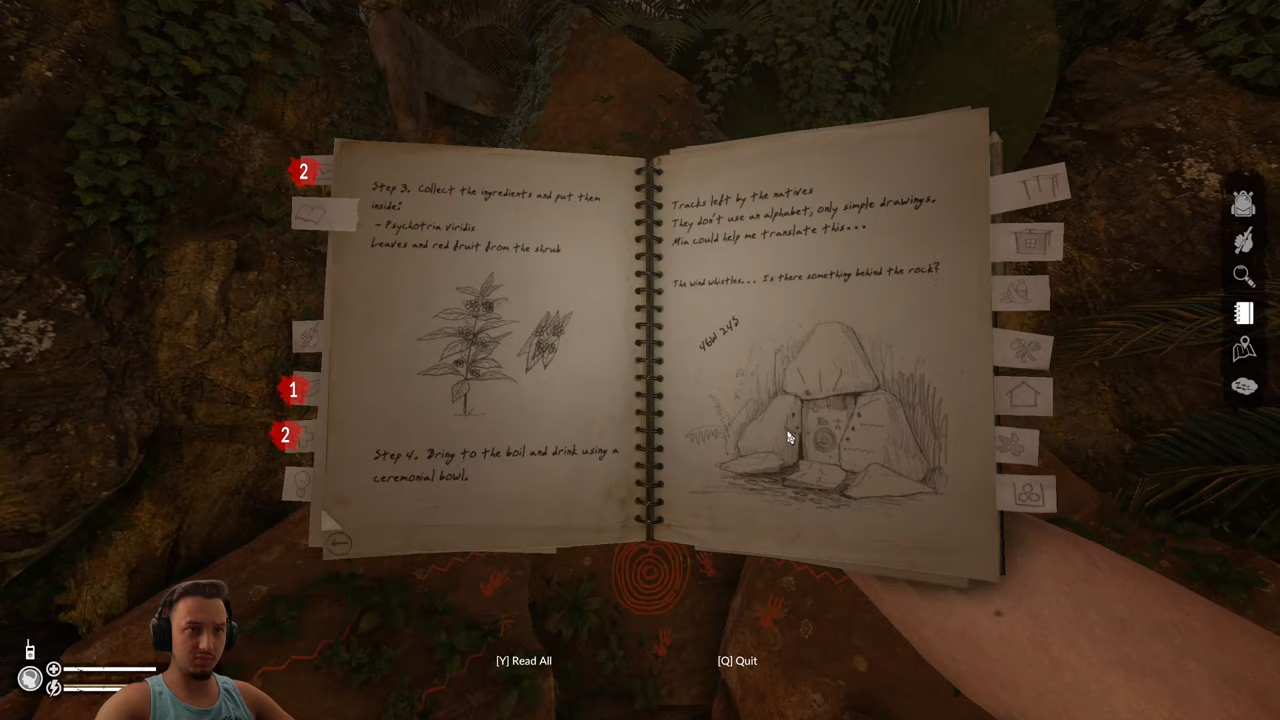 2
Step 3. Collect the ingredients and put them
inside:
- Psychotria viridis
Leaves and red fruit from the shrub
Step 4. Bring to the boil and drink using a
ceremonial bowl.
1
2
Tracks left by the natives
They don't use an alphabet, only simple drawings.
Mia could help me translate this...
The wind whistles... Is there something behind the rock?
46W 24S
[Y] Read All
[Q] Quit
zzz